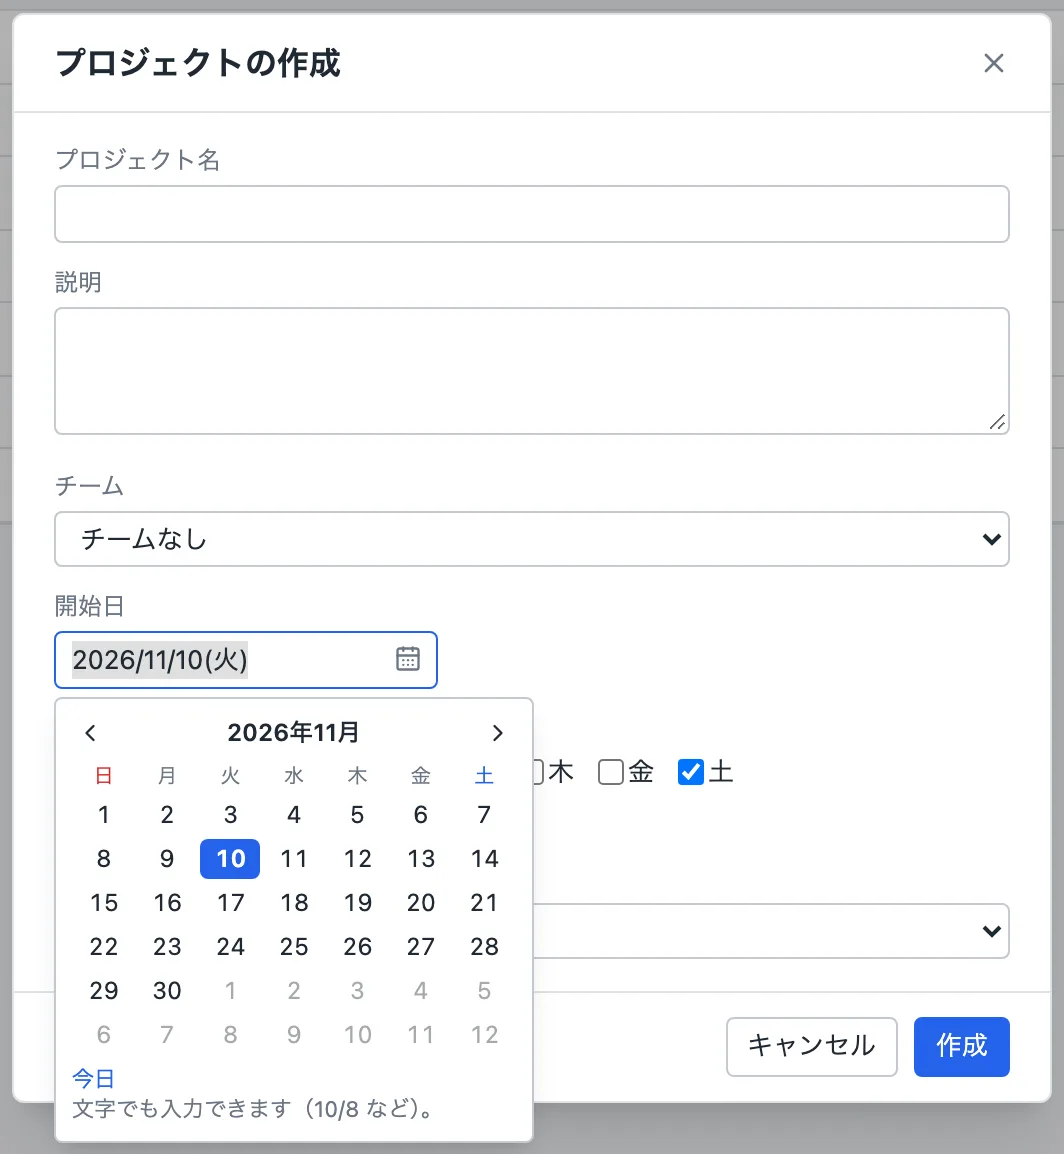 プロジェクトの作成
プロジェクト名
説明
チーム
チームなし
開始日
2026/11/10(火)
2026年11月
日 月 火 水 木 金 土
1 2 3 4 5 6 7
8 9 10 11 12 13 14
15 16 17 18 19 20 21
22 23 24 25 26 27 28
29 30 1 2 3 4 5
6 7 8 9 10 11 12
今日
文字でも入力できます（10/8 など）。
木 金 土
キャンセル
作成